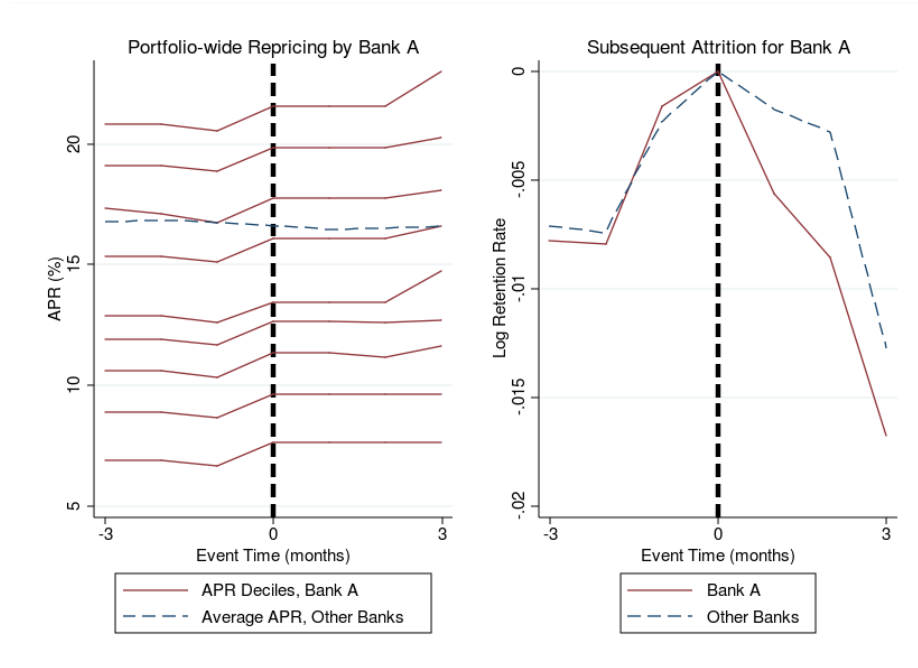 Portfolio-wide Repricing by Bank A
20
15
10
5
APR (%)
-3 0 3
Event Time (months)
APR Deciles, Bank A
Average APR, Other Banks
Subsequent Attrition for Bank A
0
-.005
-.01
-.015
-.02
Log Retention Rate
-3 0 3
Event Time (months)
Bank A
Other Banks